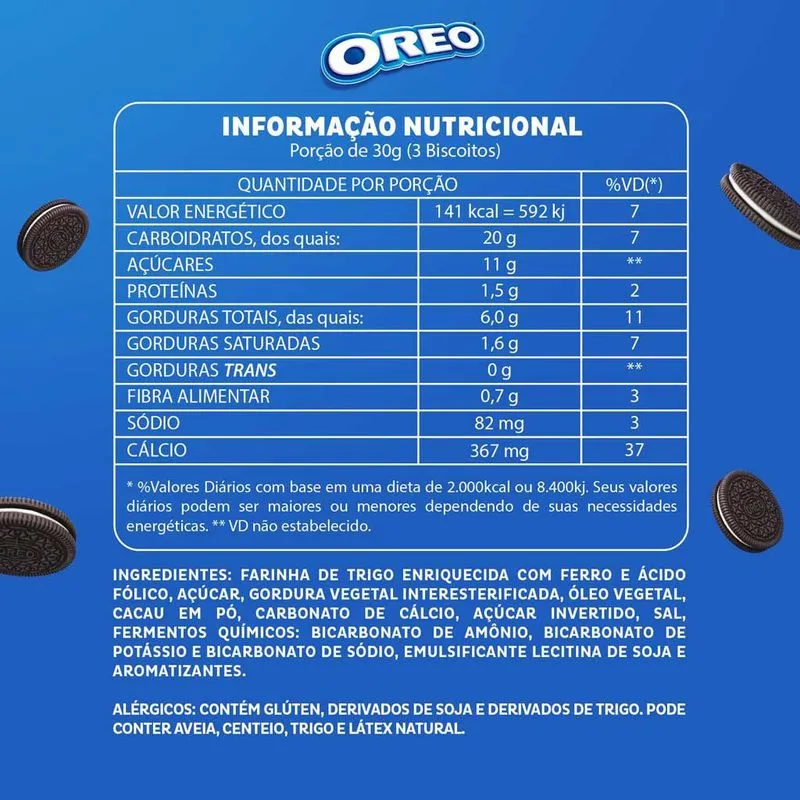 OREO
INFORMAÇÃO NUTRICIONAL
Porção de 30g (3 Biscoitos)
QUANTIDADE POR PORÇÃO %VD(*)
VALOR ENERGÉTICO 141 kcal = 592 kj 7
CARBOIDRATOS, dos quais: 20 g 7
AÇÚCARES 11 g **
PROTEÍNAS 1,5 g 2
GORDURAS TOTAIS, das quais: 6,0 g 11
GORDURAS SATURADAS 1,6 g 7
GORDURAS TRANS 0 g **
FIBRA ALIMENTAR 0,7 g 3
SÓDIO 82 mg 3
CÁLCIO 367 mg 37
* %Valores Diários com base em uma dieta de 2.000kcal ou 8.400kj. Seus valores
diários podem ser maiores ou menores dependendo de suas necessidades
energéticas. ** VD não estabelecido.
INGREDIENTES: FARINHA DE TRIGO ENRIQUECIDA COM FERRO E ÁCIDO
FÓLICO, AÇÚCAR, GORDURA VEGETAL INTERESTERIFICADA, ÓLEO VEGETAL,
CACAU EM PÓ, CARBONATO DE CÁLCIO, AÇÚCAR INVERTIDO, SAL,
FERMENTOS QUÍMICOS: BICARBONATO DE AMÔNIO, BICARBONATO DE
POTÁSSIO E BICARBONATO DE SÓDIO, EMULSIFICANTE LECITINA DE SOJA E
AROMATIZANTES.
ALÉRGICOS: CONTÉM GLÚTEN, DERIVADOS DE SOJA E DERIVADOS DE TRIGO. PODE
CONTER AVEIA, CENTEIO, TRIGO E LÁTEX NATURAL.